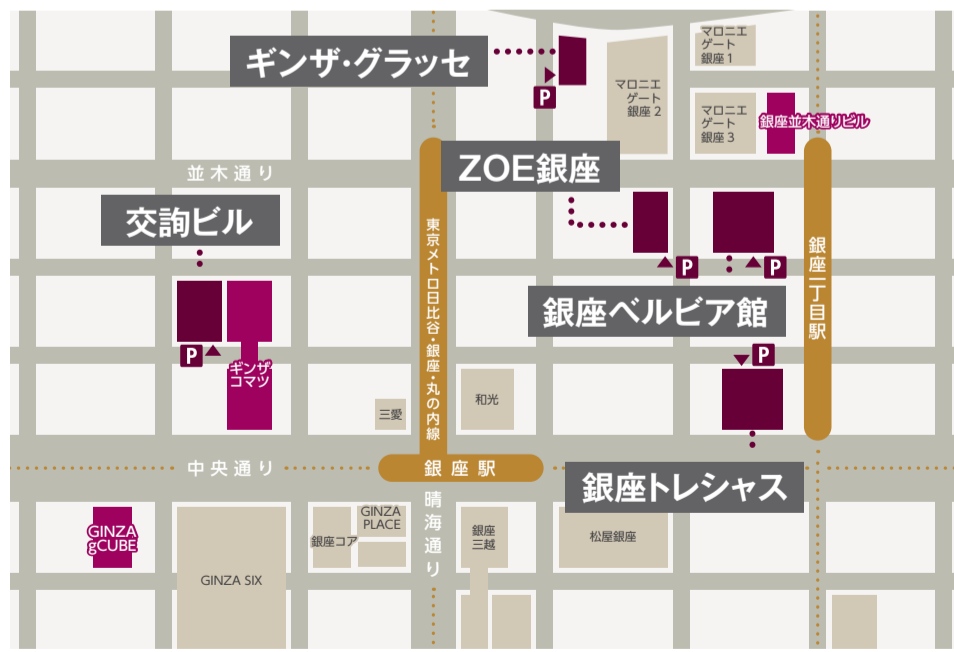 ギンザ・グラッセ
P
マロニエ
ゲート
銀座 2
マロニエ
ゲート
銀座 1
マロニエ
ゲート
銀座 3
銀座並木通りビル
並木通り
ZOE銀座
交詢ビル
東京メトロ日比谷・銀座・丸の内線
銀座一丁目駅
P
P
銀座ベルビア館
P
ギンザ
コマツ
P
三愛
和光
中央通り
銀座駅
銀座トレシャス
晴海通り
GINZA
gCUBE
GINZA SIX
銀座コア
GINZA
PLACE
銀座
三越
松屋銀座